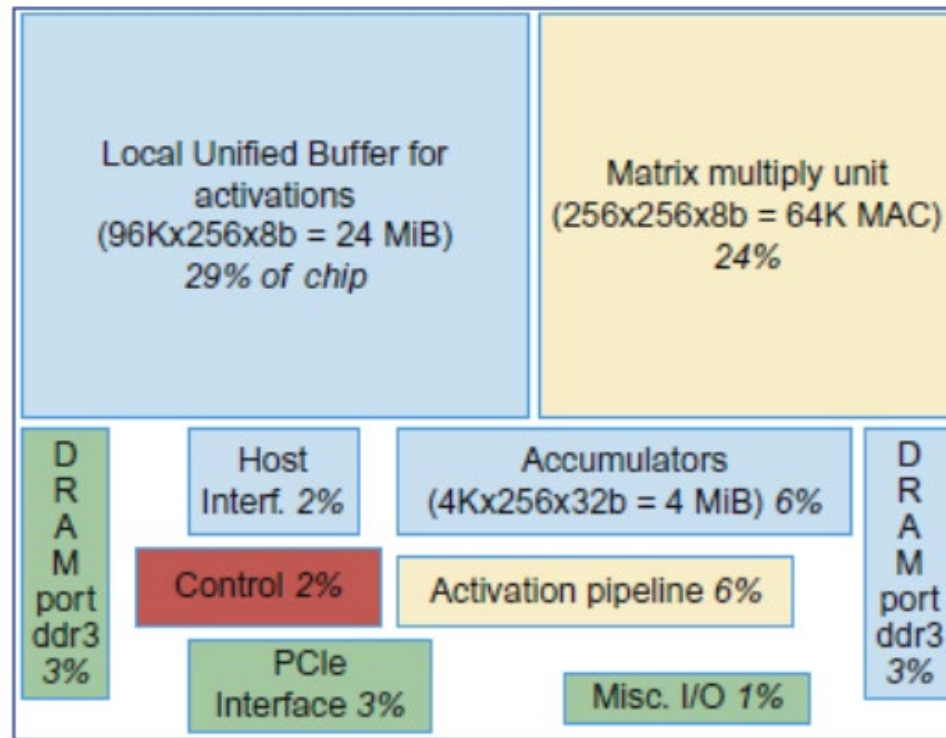 Local Unified Buffer for
activations
(96Kx256x8b = 24 MiB)
29% of chip
Matrix multiply unit
(256x256x8b = 64K MAC)
24%
D
R
A
M
port
ddr3
3%
Host
Interf. 2%
Accumulators
(4Kx256x32b = 4 MiB) 6%
D
R
A
M
port
ddr3
3%
Control 2%
Activation pipeline 6%
PCIe
Interface 3%
Misc. I/O 1%